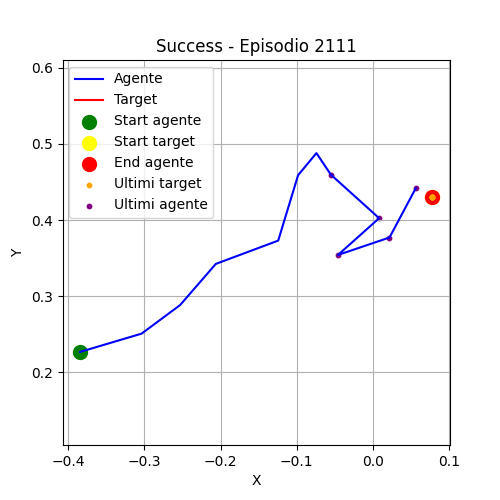 Success - Episodio 2111
Agente
Target
Start agente
Start target
End agente
Ultimi target
Ultimi agente
0.6
0.5
0.4
0.3
0.2
Y
−0.4
−0.3
−0.2
−0.1
0.0
0.1
X